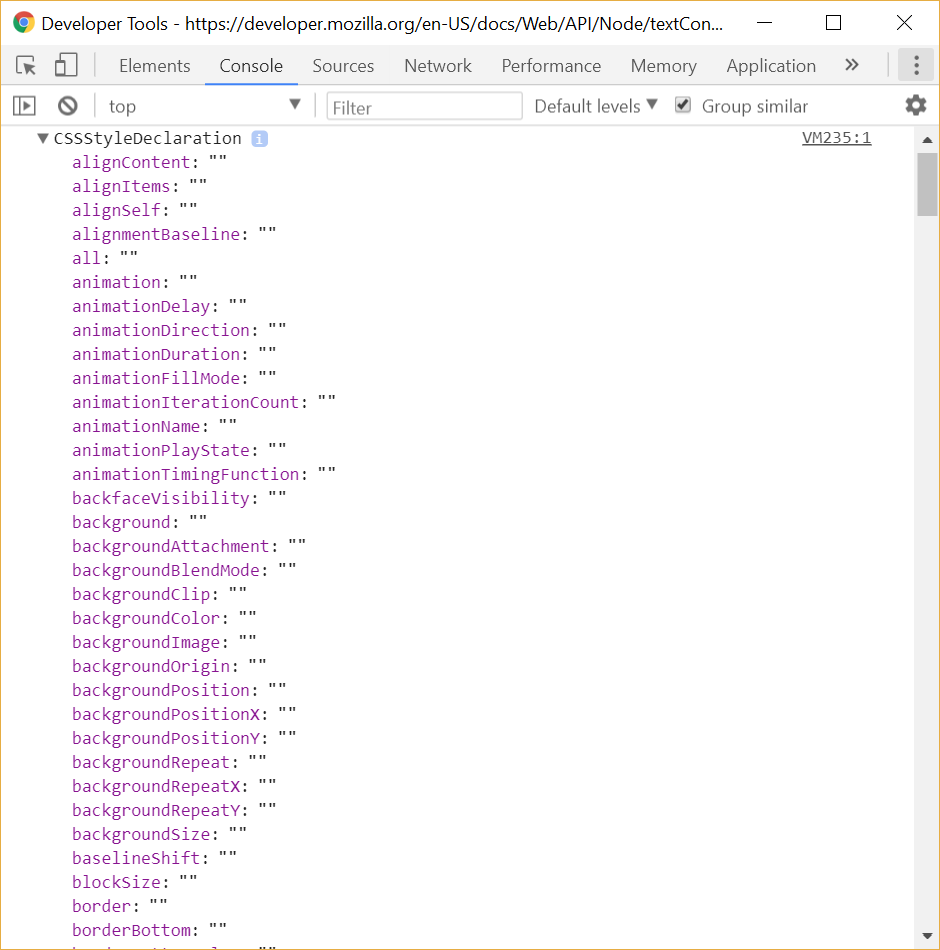 Developer Tools - https://developer.mozilla.org/en-US/docs/Web/API/Node/textCon...
Elements Console Sources Network Performance Memory Application »
top Filter Default levels Group similar
CSSStyleDeclaration i VM235:1
alignContent: ""
alignItems: ""
alignSelf: ""
alignmentBaseline: ""
all: ""
animation: ""
animationDelay: ""
animationDirection: ""
animationDuration: ""
animationFillMode: ""
animationIterationCount: ""
animationName: ""
animationPlayState: ""
animationTimingFunction: ""
backfaceVisibility: ""
background: ""
backgroundAttachment: ""
backgroundBlendMode: ""
backgroundClip: ""
backgroundColor: ""
backgroundImage: ""
backgroundOrigin: ""
backgroundPosition: ""
backgroundPositionX: ""
backgroundPositionY: ""
backgroundRepeat: ""
backgroundRepeatX: ""
backgroundRepeatY: ""
backgroundSize: ""
baselineShift: ""
blockSize: ""
border: ""
borderBottom: ""